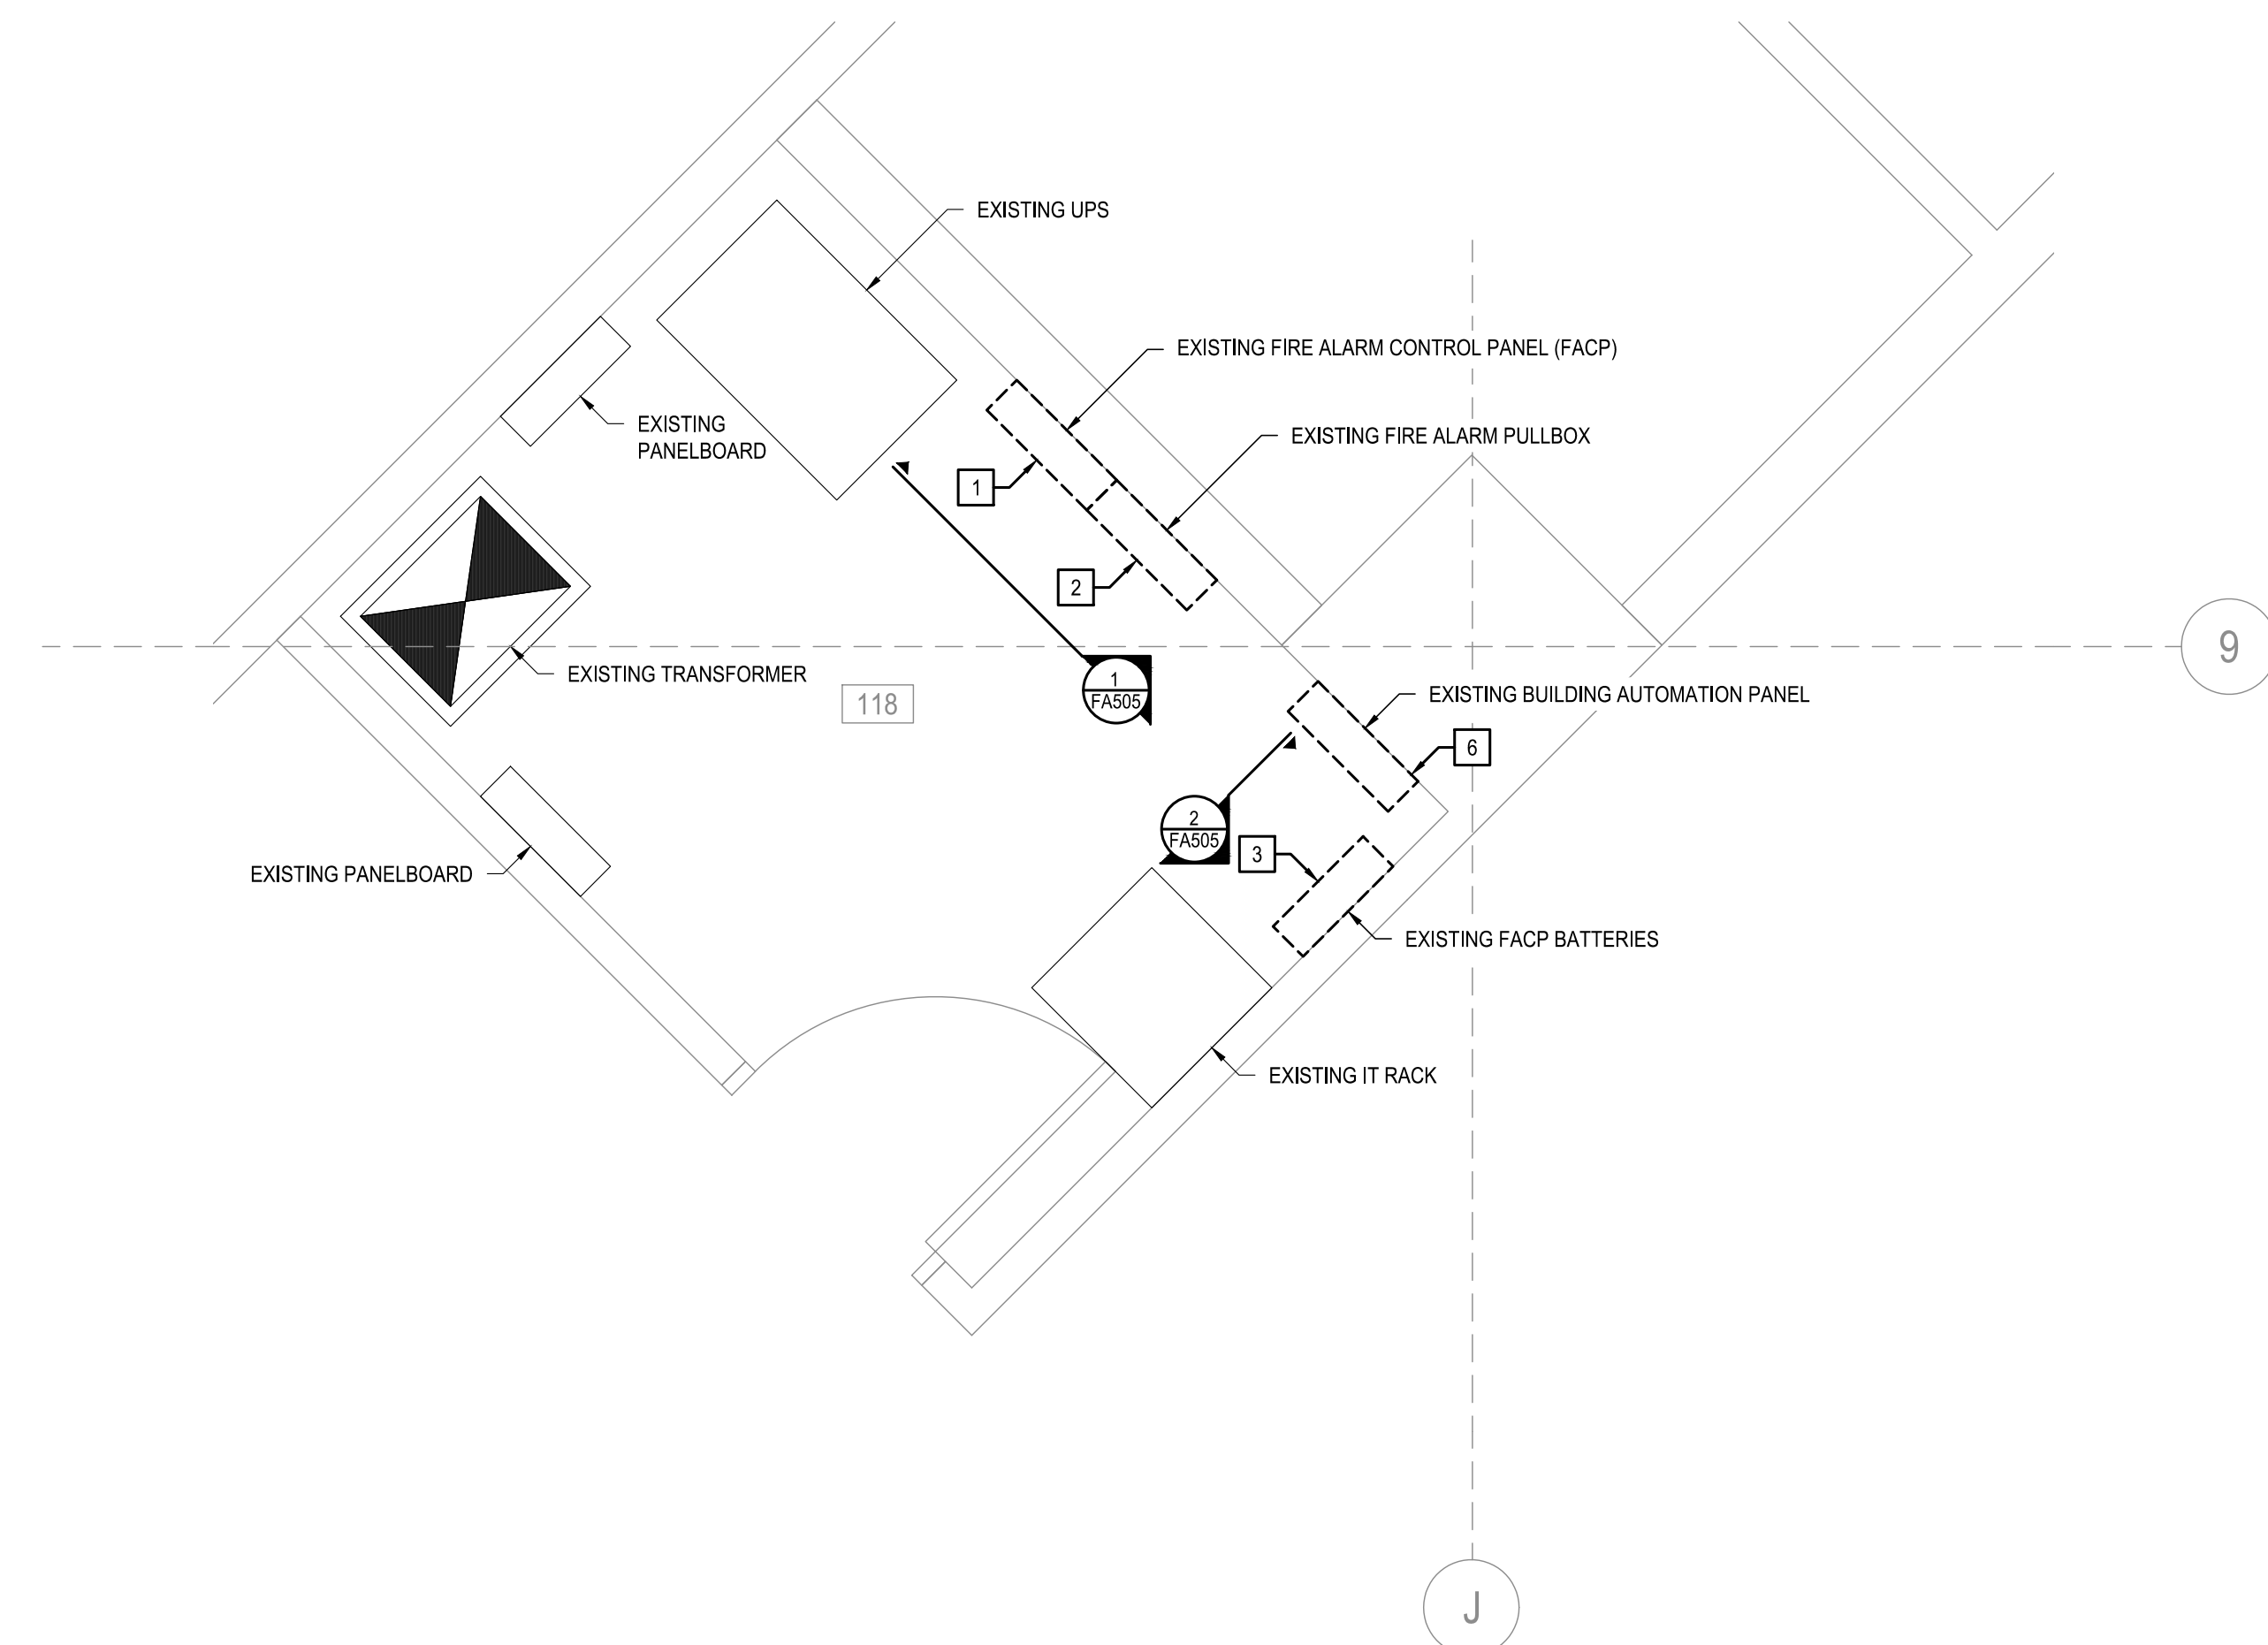 EXISTING UPS
EXISTING FIRE ALARM CONTROL PANEL (FACP)
EXISTING
PANELBOARD
EXISTING FIRE ALARM PULLBOX
1
2
9
EXISTING TRANSFORMER
118
1
FA505
EXISTING BUILDING AUTOMATION PANEL
6
2
FA505
3
EXISTING PANELBOARD
EXISTING FACP BATTERIES
EXISTING IT RACK
J